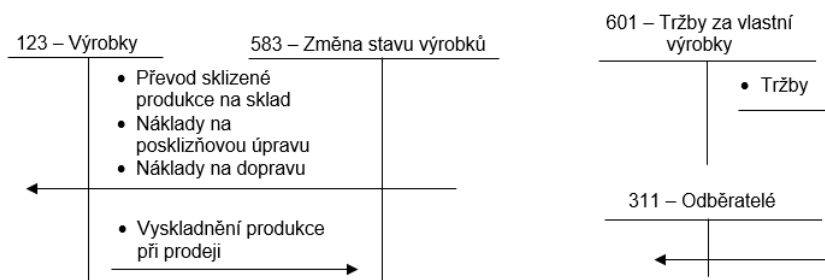 123 – Výrobky
583 – Změna stavu výrobků
601 – Tržby za vlastní
výrobky
• Převod sklizené
produkce na sklad
• Náklady na
posklizňovou úpravu
• Náklady na dopravu
• Tržby
• Vyskladnění produkce
při prodeji
311 – Odběratelé